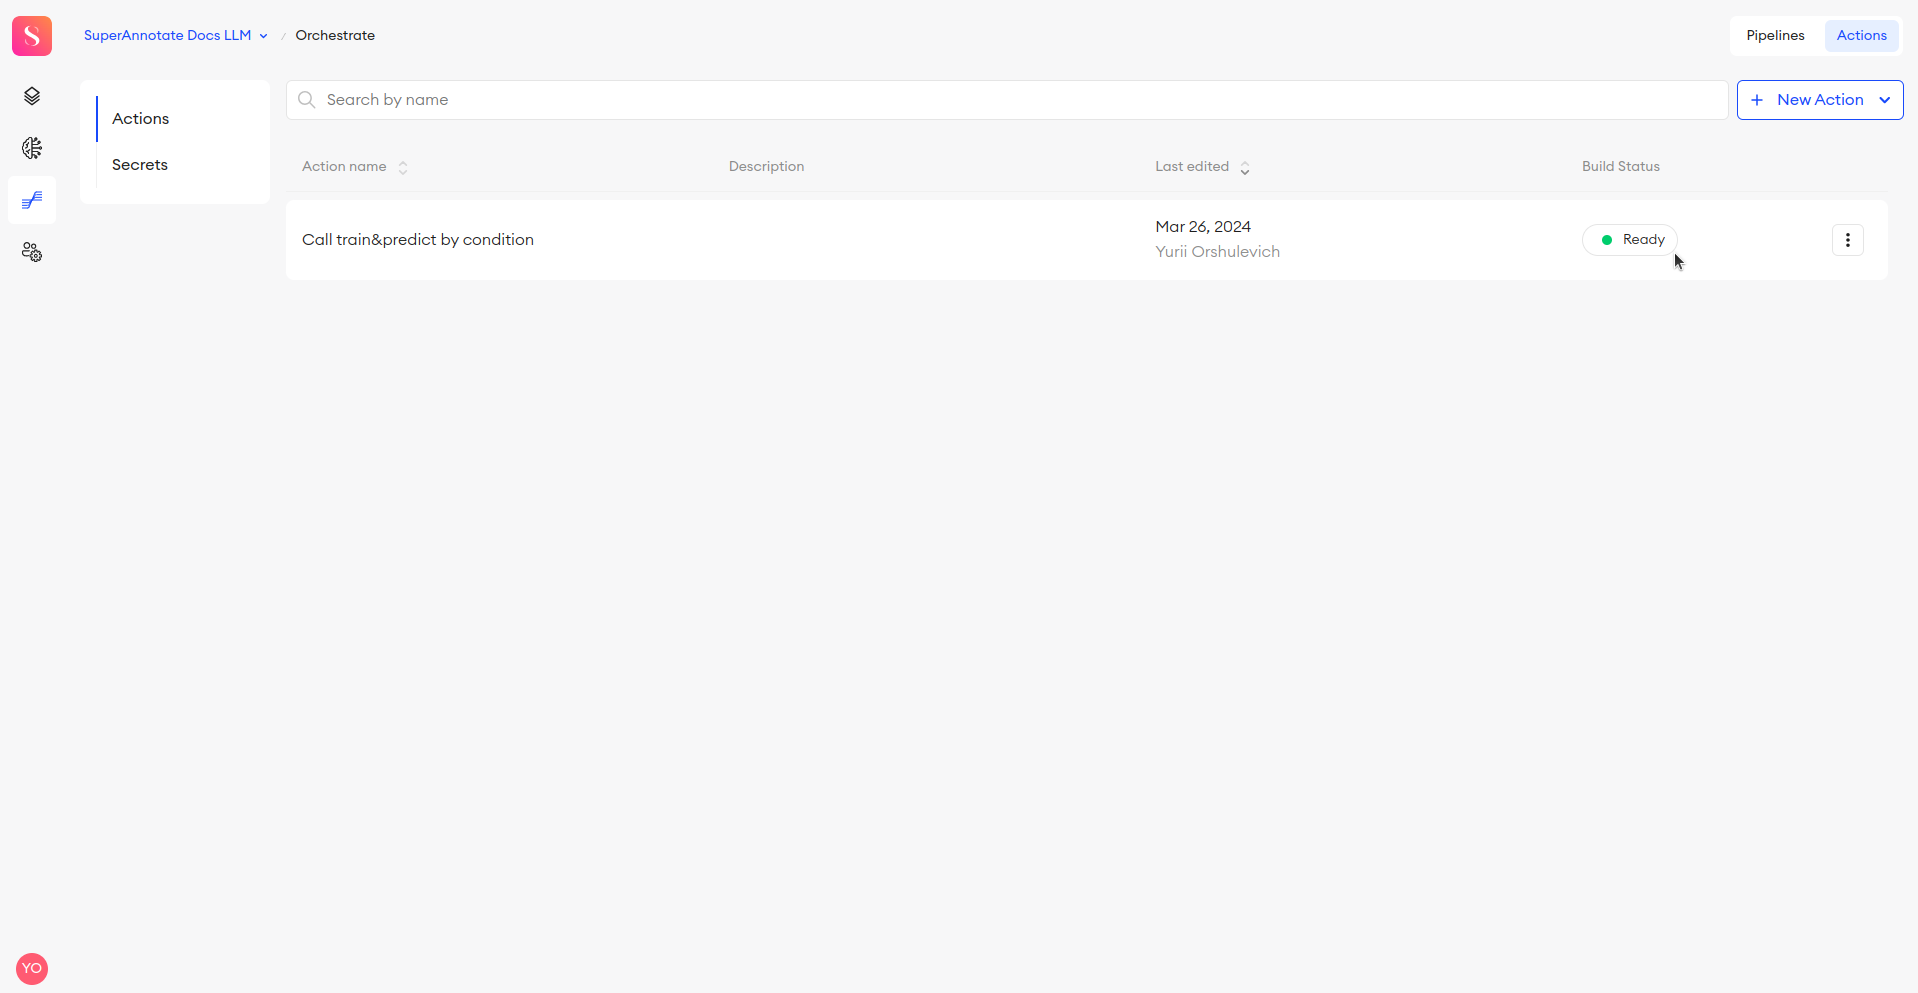 SuperAnnotate Docs LLM / Orchestrate
Pipelines
Actions
Actions
Secrets
Search by name
+ New Action
Action name
Description
Last edited
Build Status
Call train&predict by condition
Mar 26, 2024
Yurii Orshulevich
Ready
YO